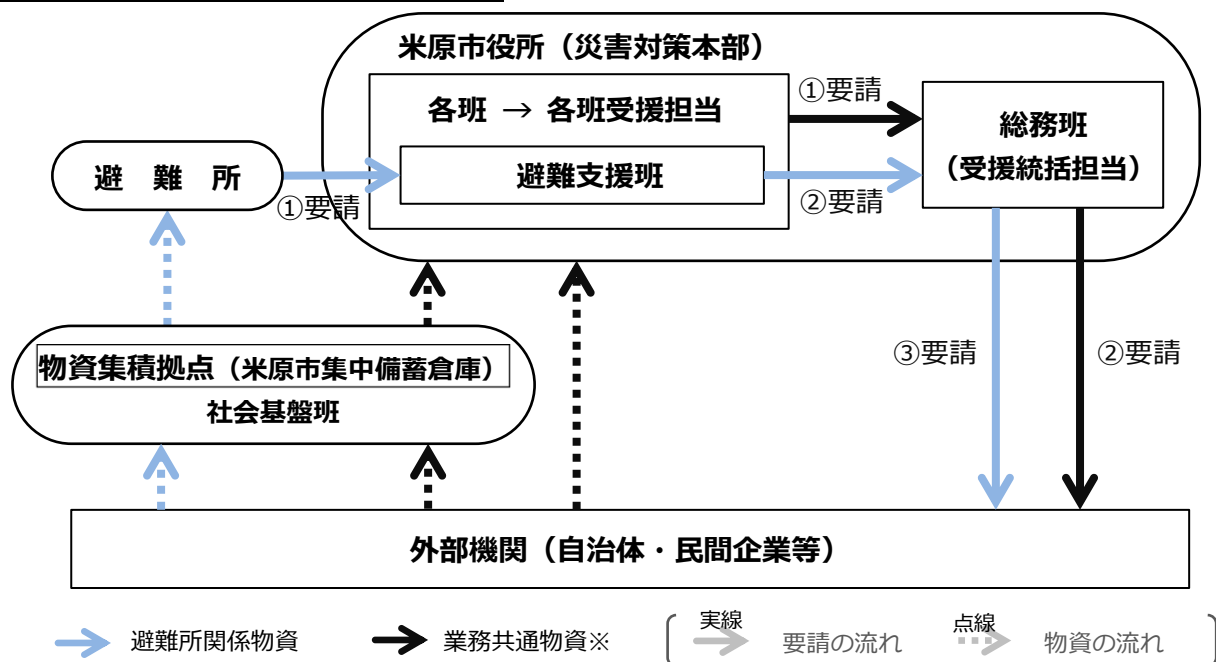 米原市役所（災害対策本部）
各班 → 各班受援担当
①要請
総務班
（受援統括担当）
避難所
①要請
避難支援班
②要請
物資集積拠点（米原市集中備蓄倉庫）
社会基盤班
③要請
②要請
外部機関（自治体・民間企業等）
避難所関係物資
業務共通物資※
実線
要請の流れ
点線
物資の流れ